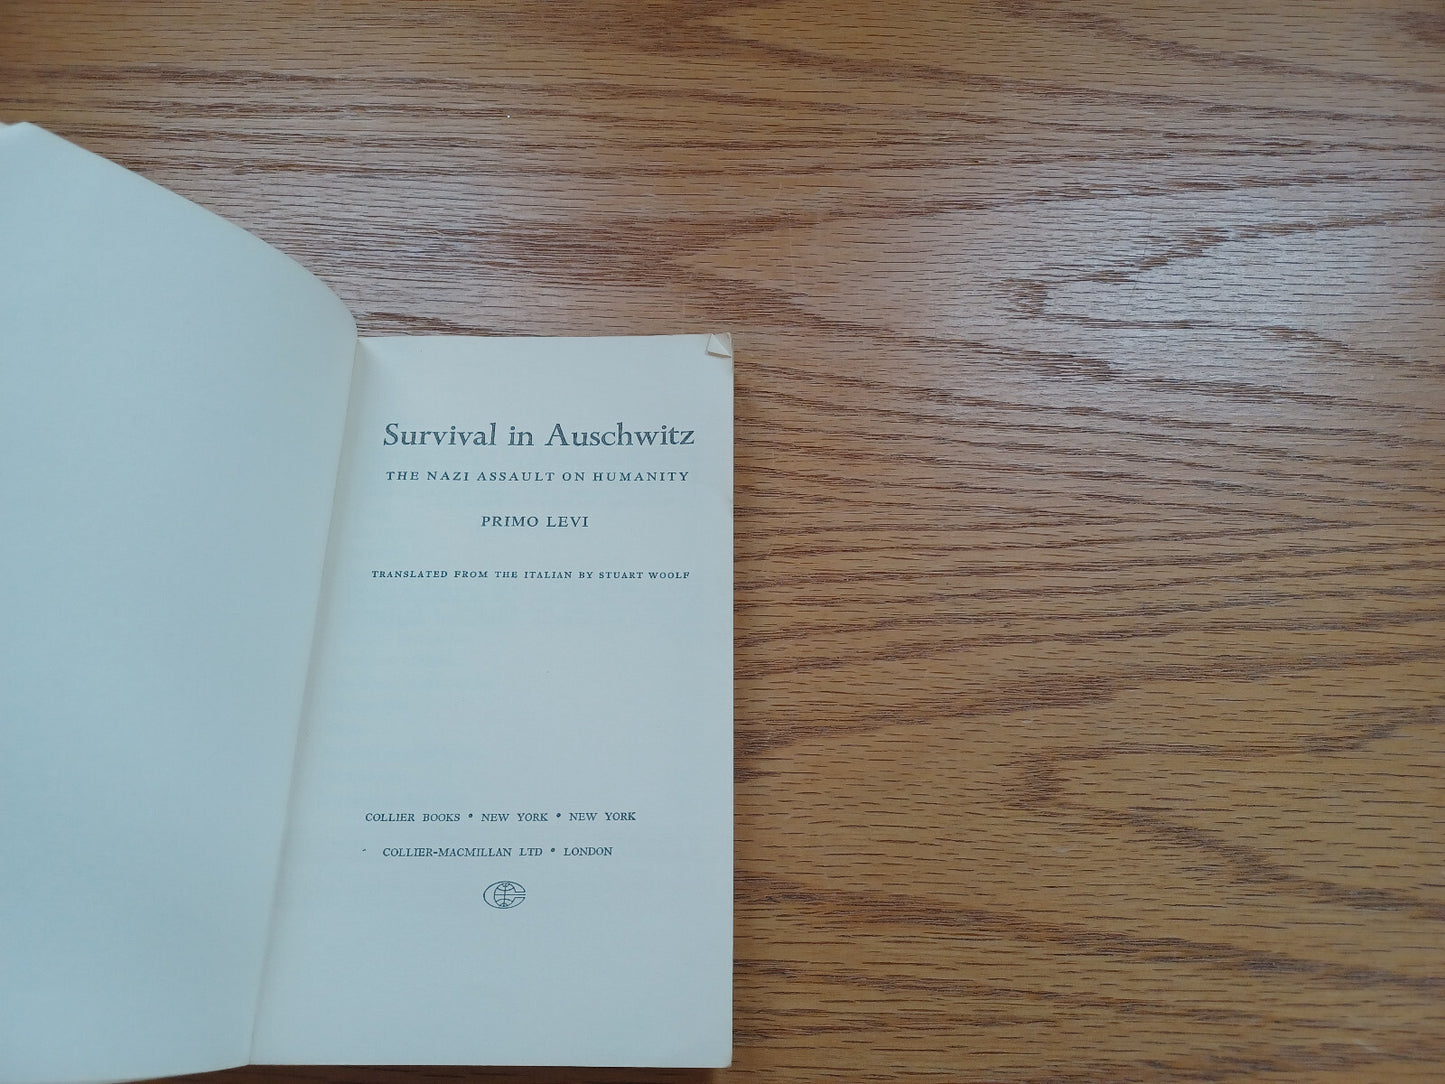 Survival in Auschwitz
THE NAZI ASSAULT ON HUMANITY
PRIMO LEVI
TRANSLATED FROM THE ITALIAN BY STUART WOOLF
COLLIER BOOKS • NEW YORK • NEW YORK
COLLIER-MACMILLAN LTD • LONDON